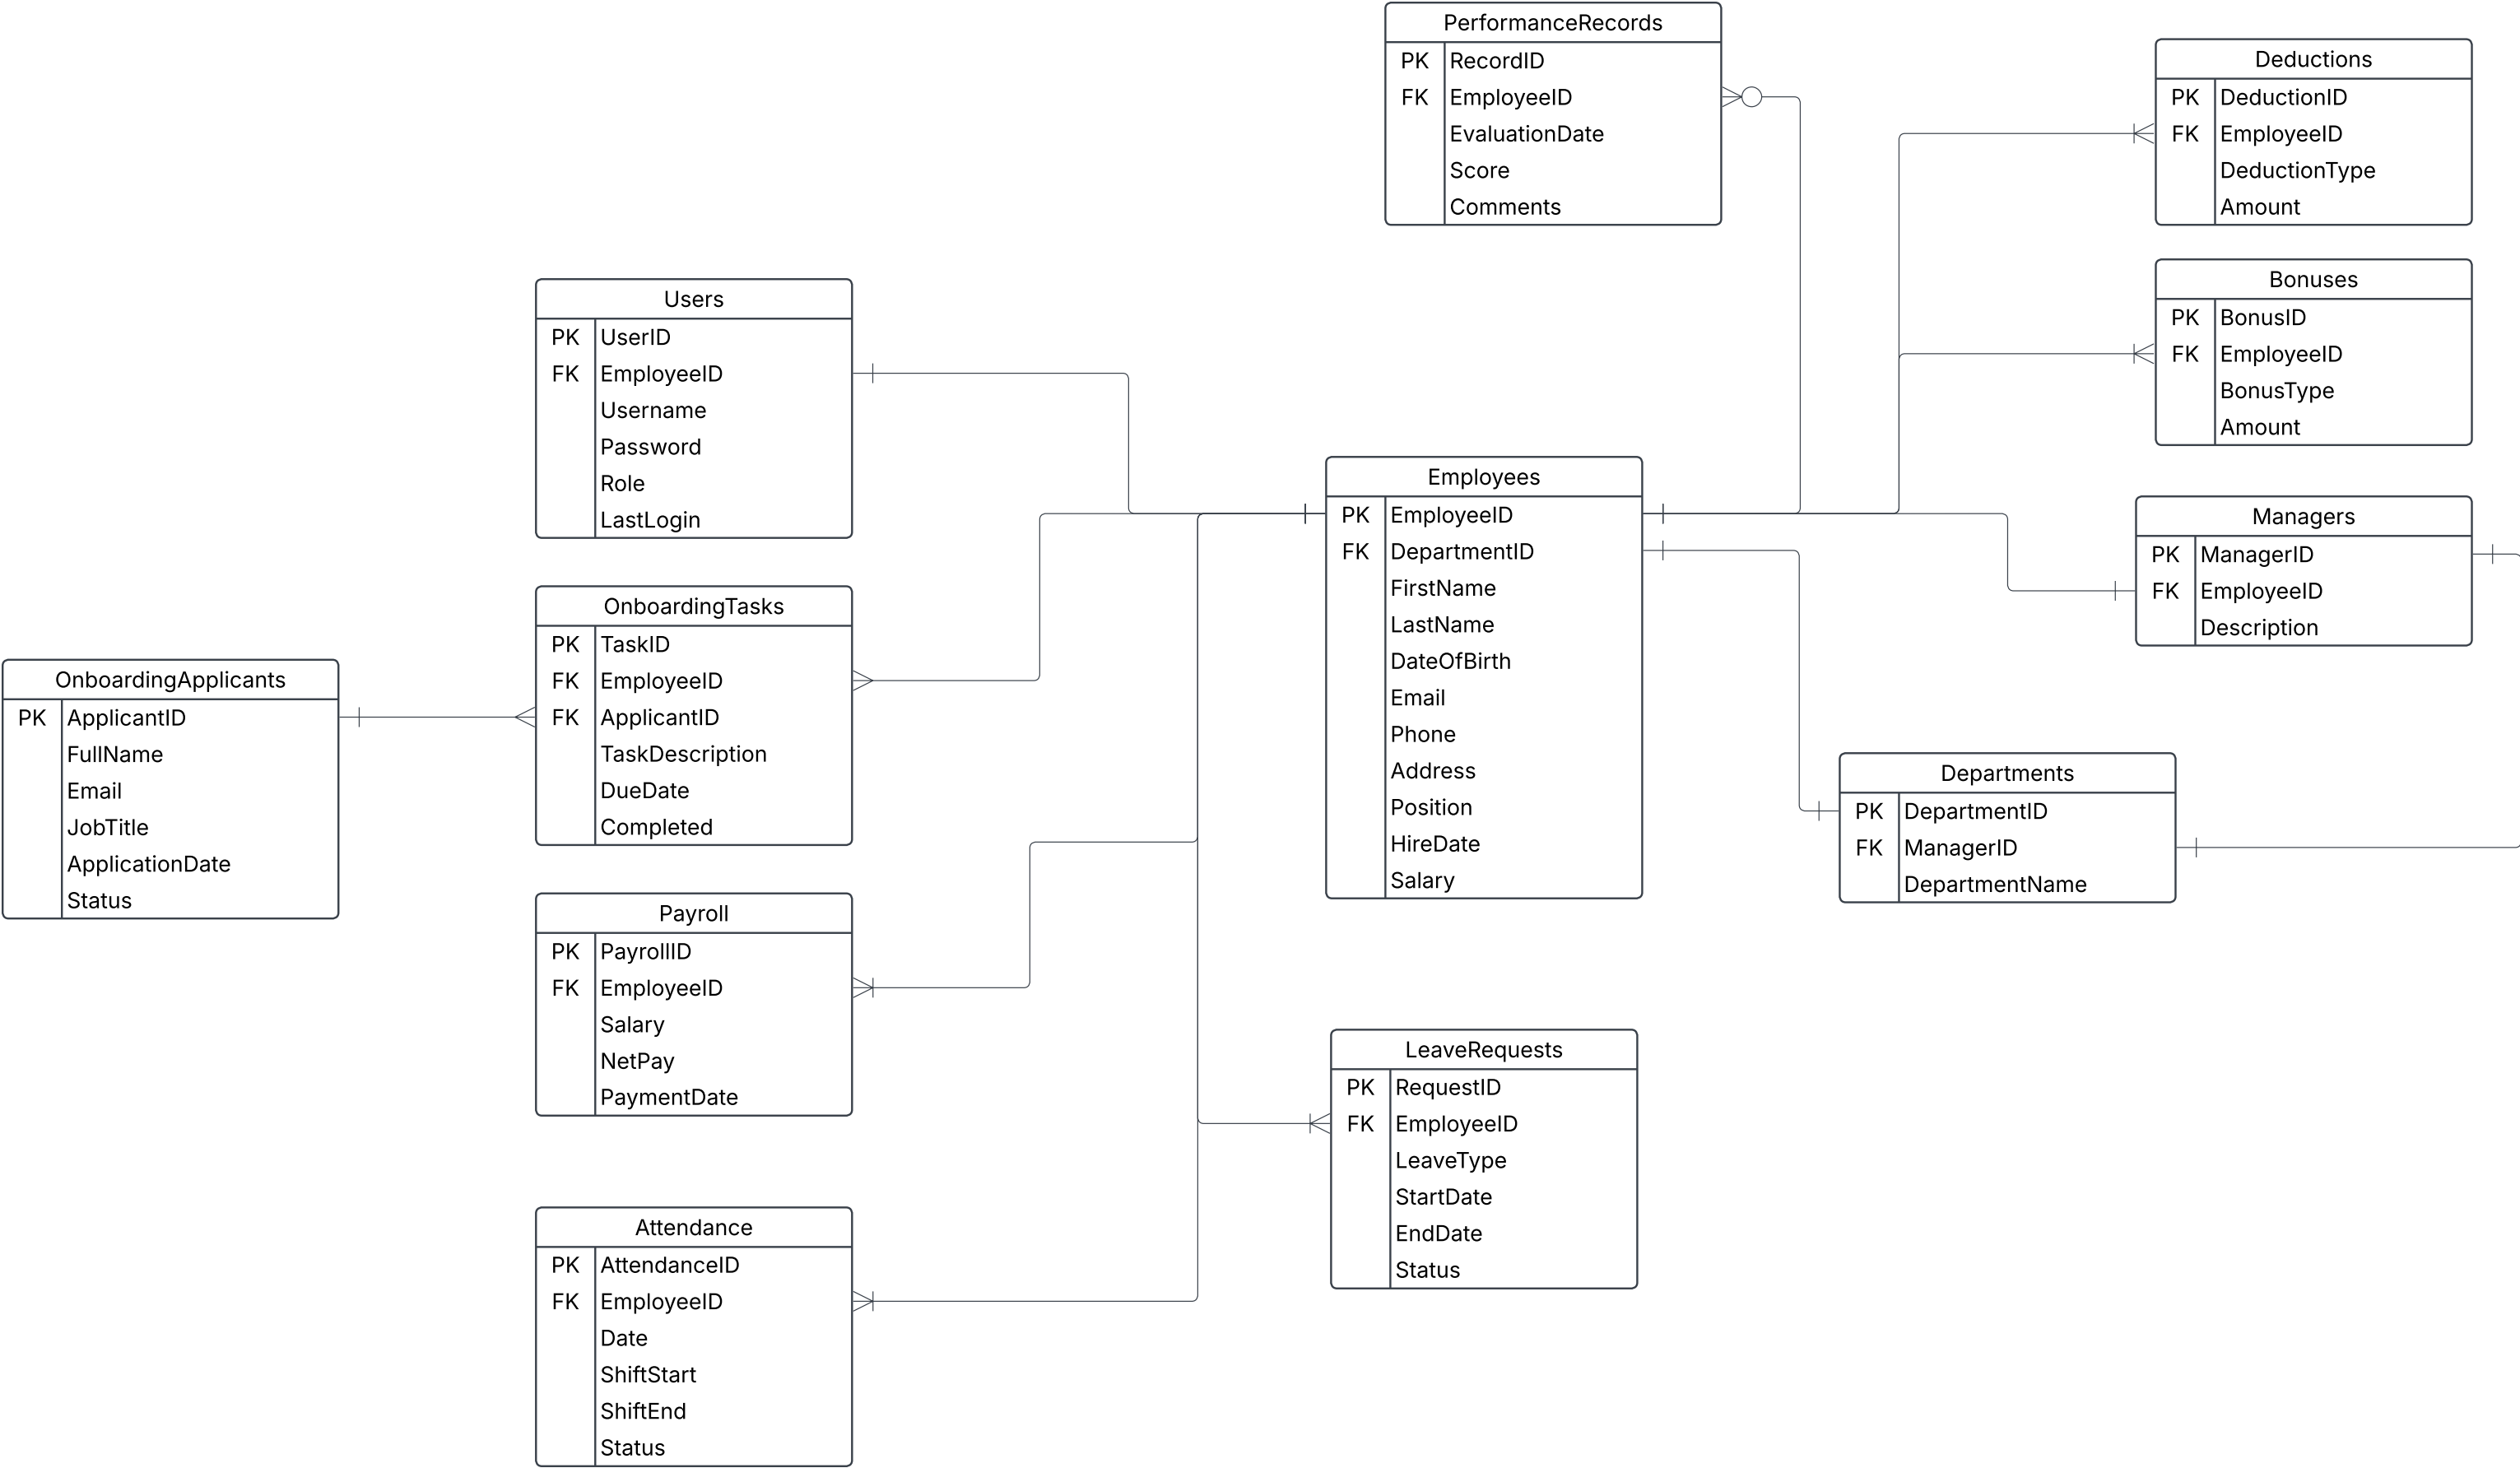 PerformanceRecords
PK RecordID
FK EmployeeID
EvaluationDate
Score
Comments
Deductions
PK DeductionID
FK EmployeeID
DeductionType
Amount
Users
PK UserID
FK EmployeeID
Username
Password
Role
LastLogin
Bonuses
PK BonusID
FK EmployeeID
BonusType
Amount
Employees
PK EmployeeID
FK DepartmentID
FirstName
LastName
DateOfBirth
Email
Phone
Address
Position
HireDate
Salary
Managers
PK ManagerID
FK EmployeeID
Description
OnboardingTasks
PK TaskID
FK EmployeeID
FK ApplicantID
TaskDescription
DueDate
Completed
OnboardingApplicants
PK ApplicantID
FullName
Email
JobTitle
ApplicationDate
Status
Departments
PK DepartmentID
FK ManagerID
DepartmentName
Payroll
PK PayrollID
FK EmployeeID
Salary
NetPay
PaymentDate
LeaveRequests
PK RequestID
FK EmployeeID
LeaveType
StartDate
EndDate
Status
Attendance
PK AttendanceID
FK EmployeeID
Date
ShiftStart
ShiftEnd
Status